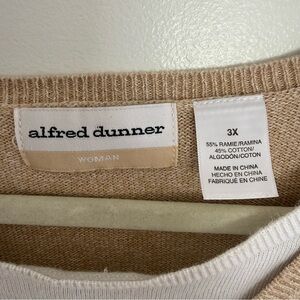 alfred dunner
WOMAN
3X
55% RAMIE/RAMINA
45% COTTON/
ALGODÓN/COTON
MADE IN CHINA
HECHO EN CHINA
FABRIQUÉ EN CHINE